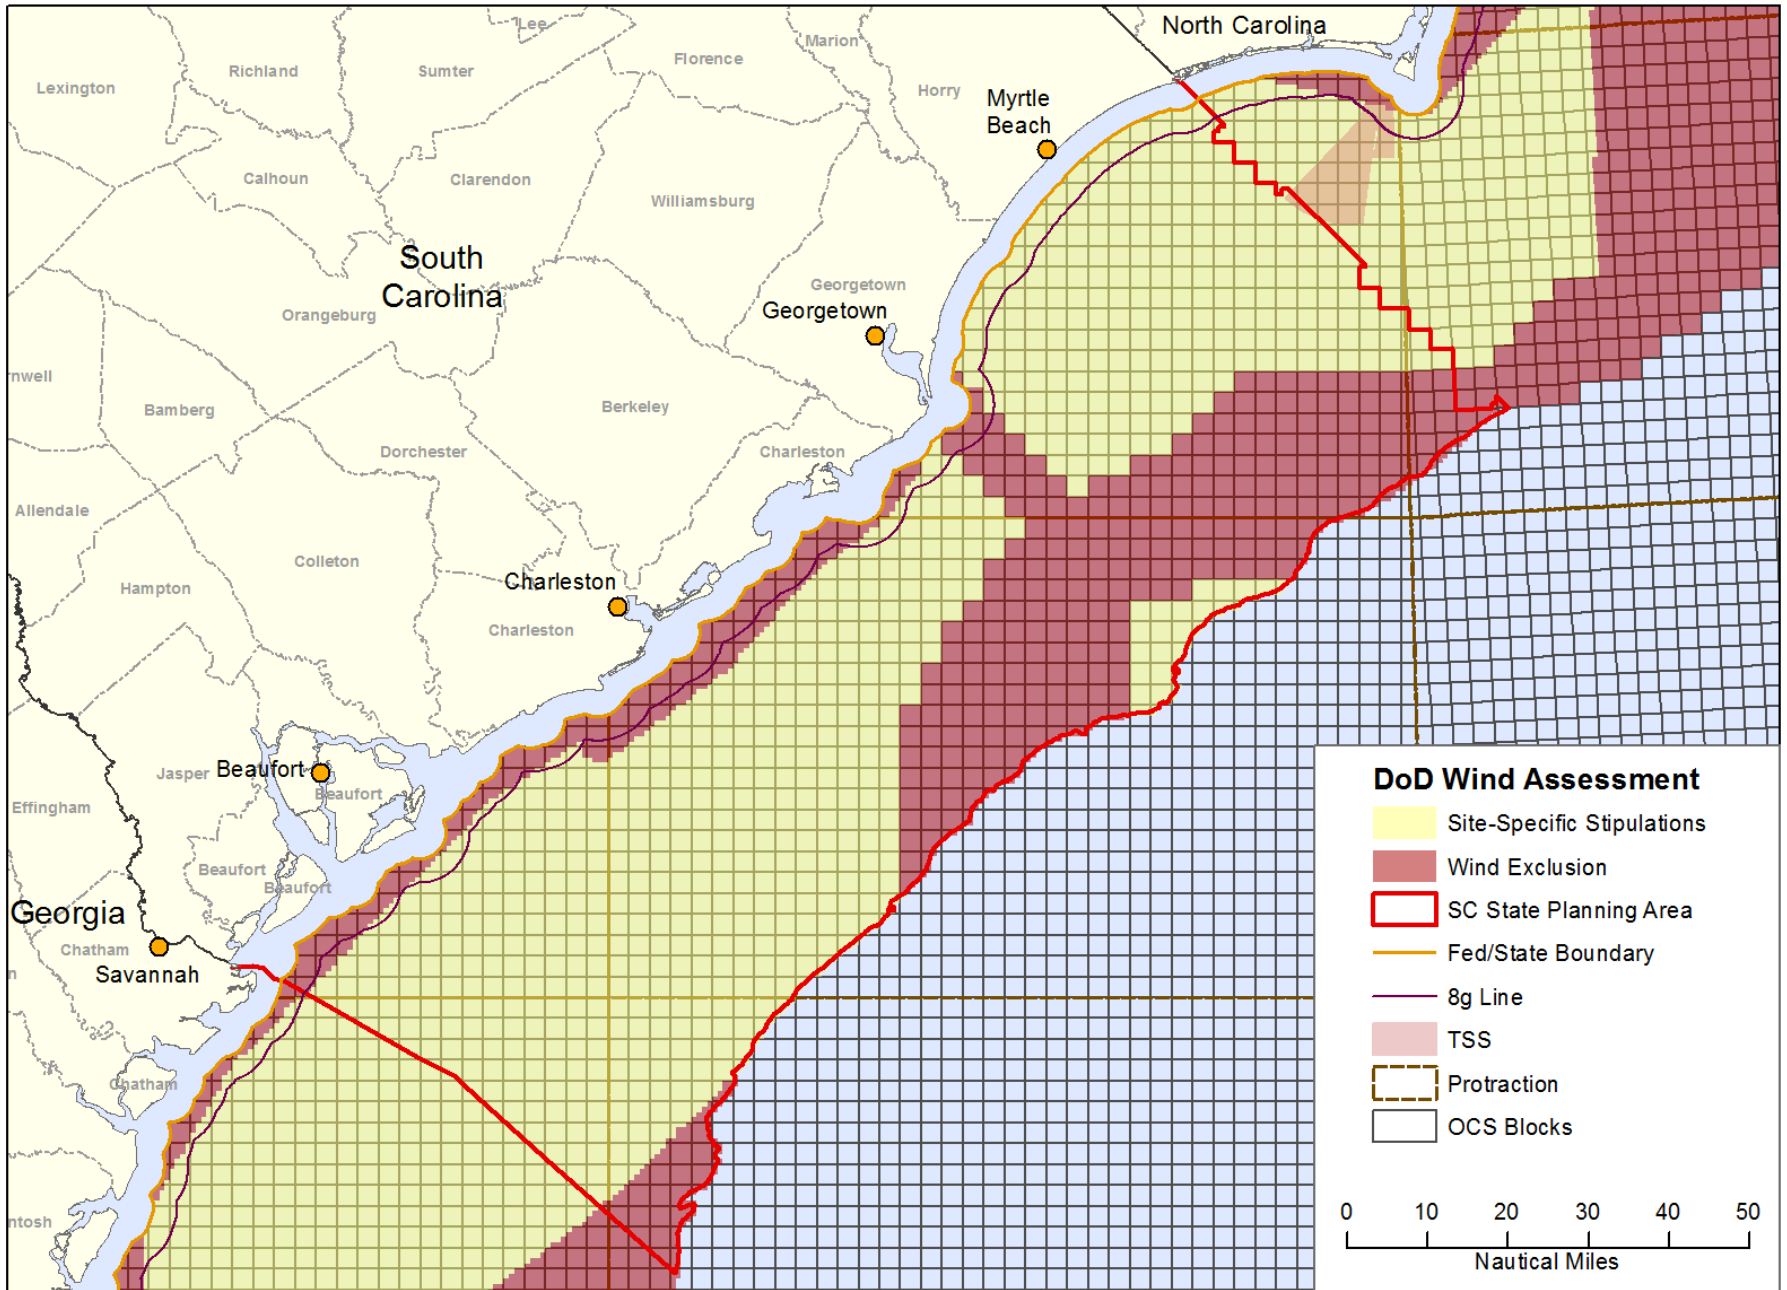 North Carolina
Lee
Marion
Florence
Richland
Sumter
Lexington
Horry
Myrtle
Beach
Calhoun
Clarendon
Williamsburg
South
Carolina
Georgetown
Georgetown
Orangeburg
rnwell
Bamberg
Berkeley
Dorchester
Charleston
Allendale
Colleton
Hampton
Charleston
Charleston
Jasper
Beaufort
Beaufort
Effingham
Beaufort
Beaufort
Georgia
Chatham
Savannah
n
Chatham
ntosh
DoD Wind Assessment
Site-Specific Stipulations
Wind Exclusion
SC State Planning Area
Fed/State Boundary
8g Line
TSS
Protraction
OCS Blocks
0 10 20 30 40 50
Nautical Miles